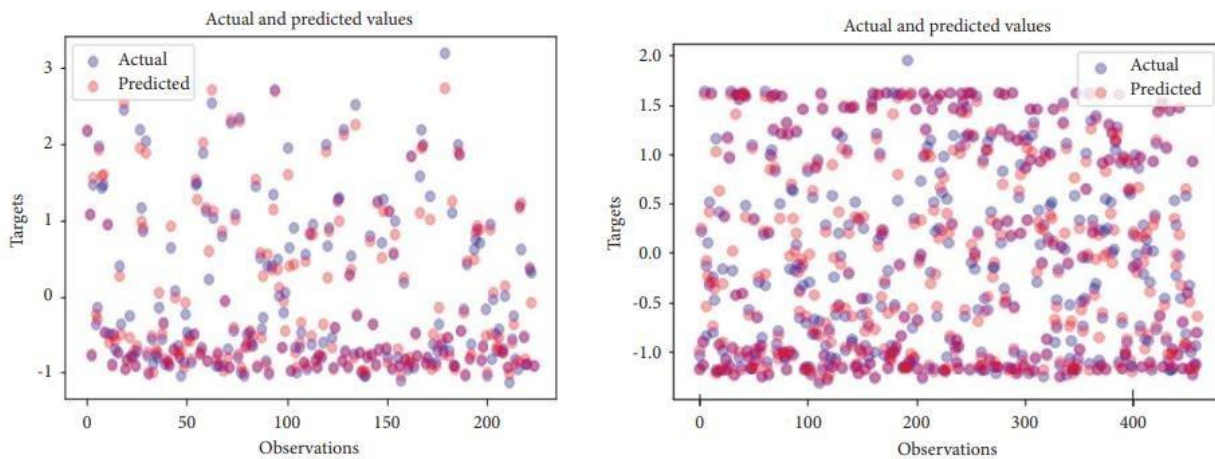 Actual and predicted values
3
2
1
0
-1
Targets
Actual
Predicted
0 50 100 150 200
Observations
Actual and predicted values
2.0
1.5
1.0
0.5
0.0
-0.5
-1.0
Targets
Actual
Predicted
0 100 200 300 400
Observations